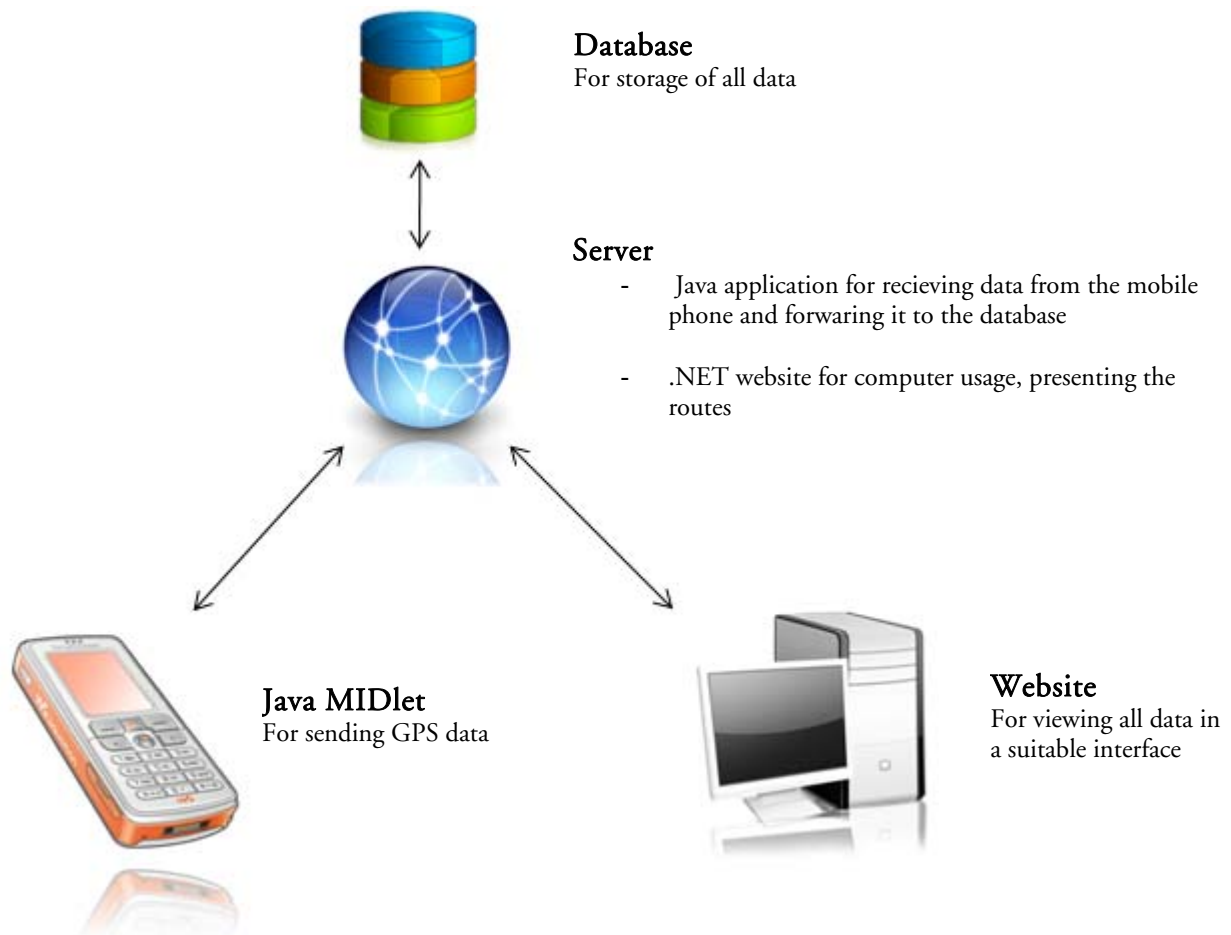 Database
For storage of all data
Server
- Java application for recieving data from the mobile
phone and forwaring it to the database
- .NET website for computer usage, presenting the
routes
Java MIDlet
For sending GPS data
Website
For viewing all data in
a suitable interface